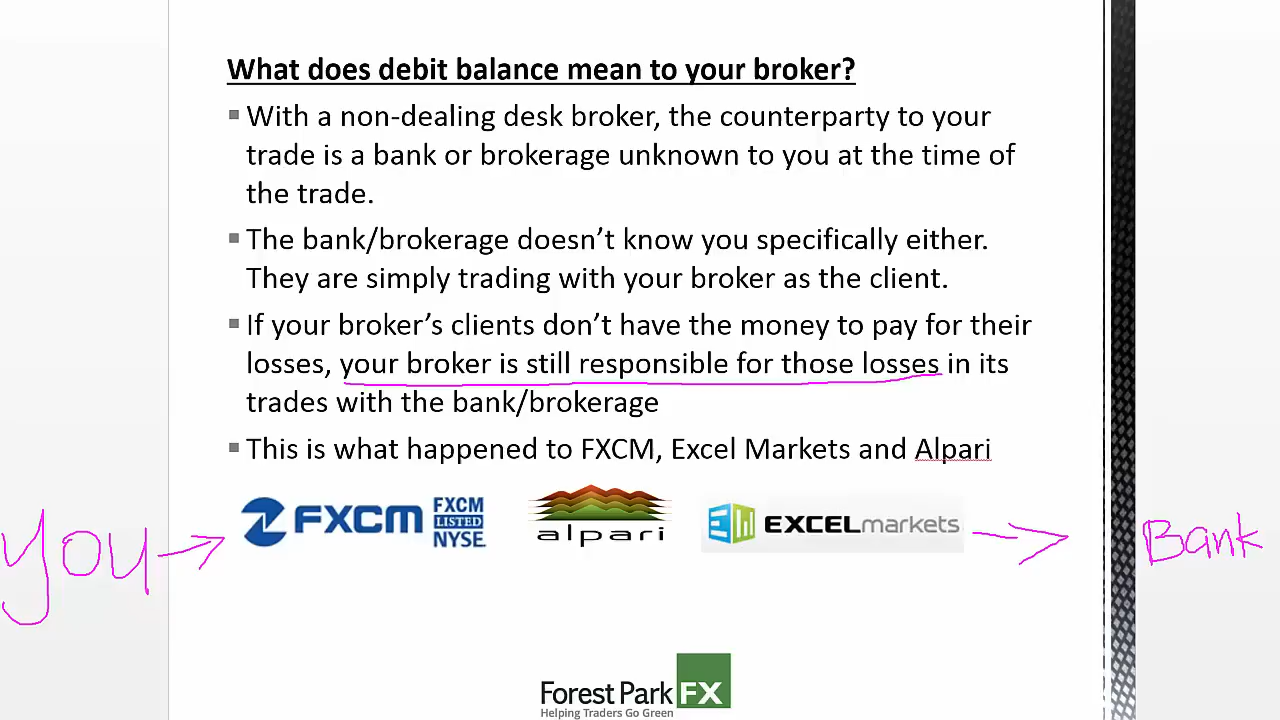 What does debit balance mean to your broker?
With a non-dealing desk broker, the counterparty to your
trade is a bank or brokerage unknown to you at the time of
the trade.
The bank/brokerage doesn't know you specifically either.
They are simply trading with your broker as the client.
If your broker's clients don't have the money to pay for their
losses, your broker is still responsible for those losses in its
trades with the bank/brokerage
This is what happened to FXCM, Excel Markets and Alpari
you
FXCM
FXCM
LISTED
NYSE.
alpari
EW EXCELmarkets
Bank
Forest Park FX
Helping Traders Go Green